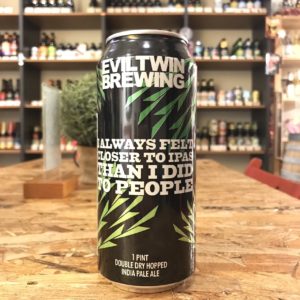 EVILTWIN
BREWING
I ALWAYS FELT
CLOSER TO IPAS
THAN I DID
TO PEOPLE
1 PINT
DOUBLE DRY HOPPED
INDIA PALE ALE